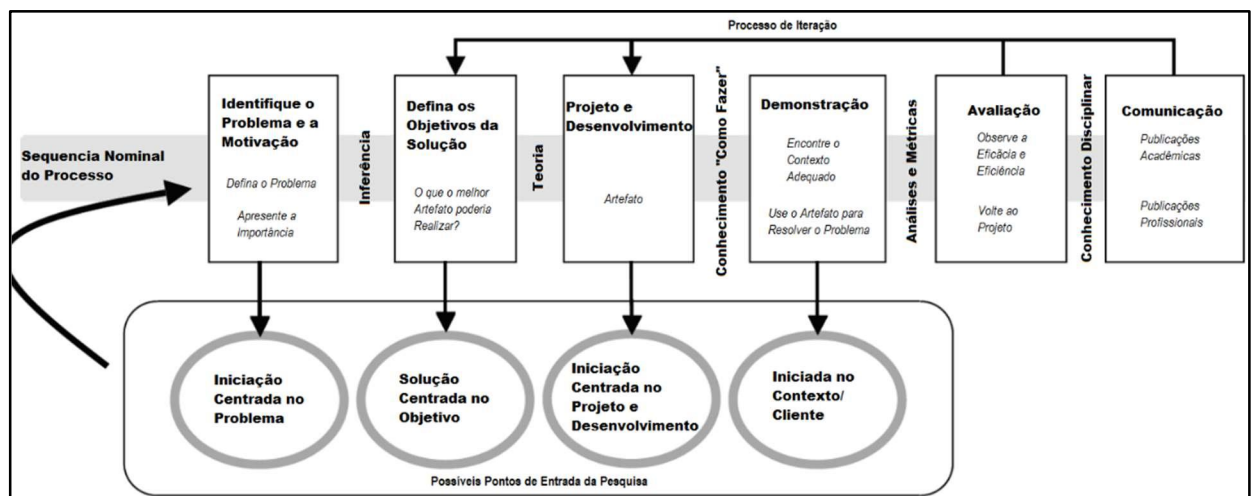 Processo de Iteração
Sequencia Nominal
do Processo
Identifique o
Problema e a
Motivação
Defina o Problema
Apresente a
Importância
Inferência
Defina os
Objetivos da
Solução
O que o melhor
Artefato poderia
Realizar?
Teoria
Projeto e
Desenvolvimento
Artefato
Conhecimento "Como Fazer"
Demonstração
Encontre o
Contexto
Adequado
Use o Artefato para
Resolver o Problema
Análises e Métricas
Avaliação
Observe a
Eficácia e
Eficiência
Volte ao
Projeto
Conhecimento Disciplinar
Comunicação
Publicações
Acadêmicas
Publicações
Profissionais
Iniciação
Centrada no
Problema
Solução
Centrada no
Objetivo
Iniciação
Centrada no
Projeto e
Desenvolvimento
Iniciada no
Contexto/
Cliente
Possíveis Pontos de Entrada da Pesquisa